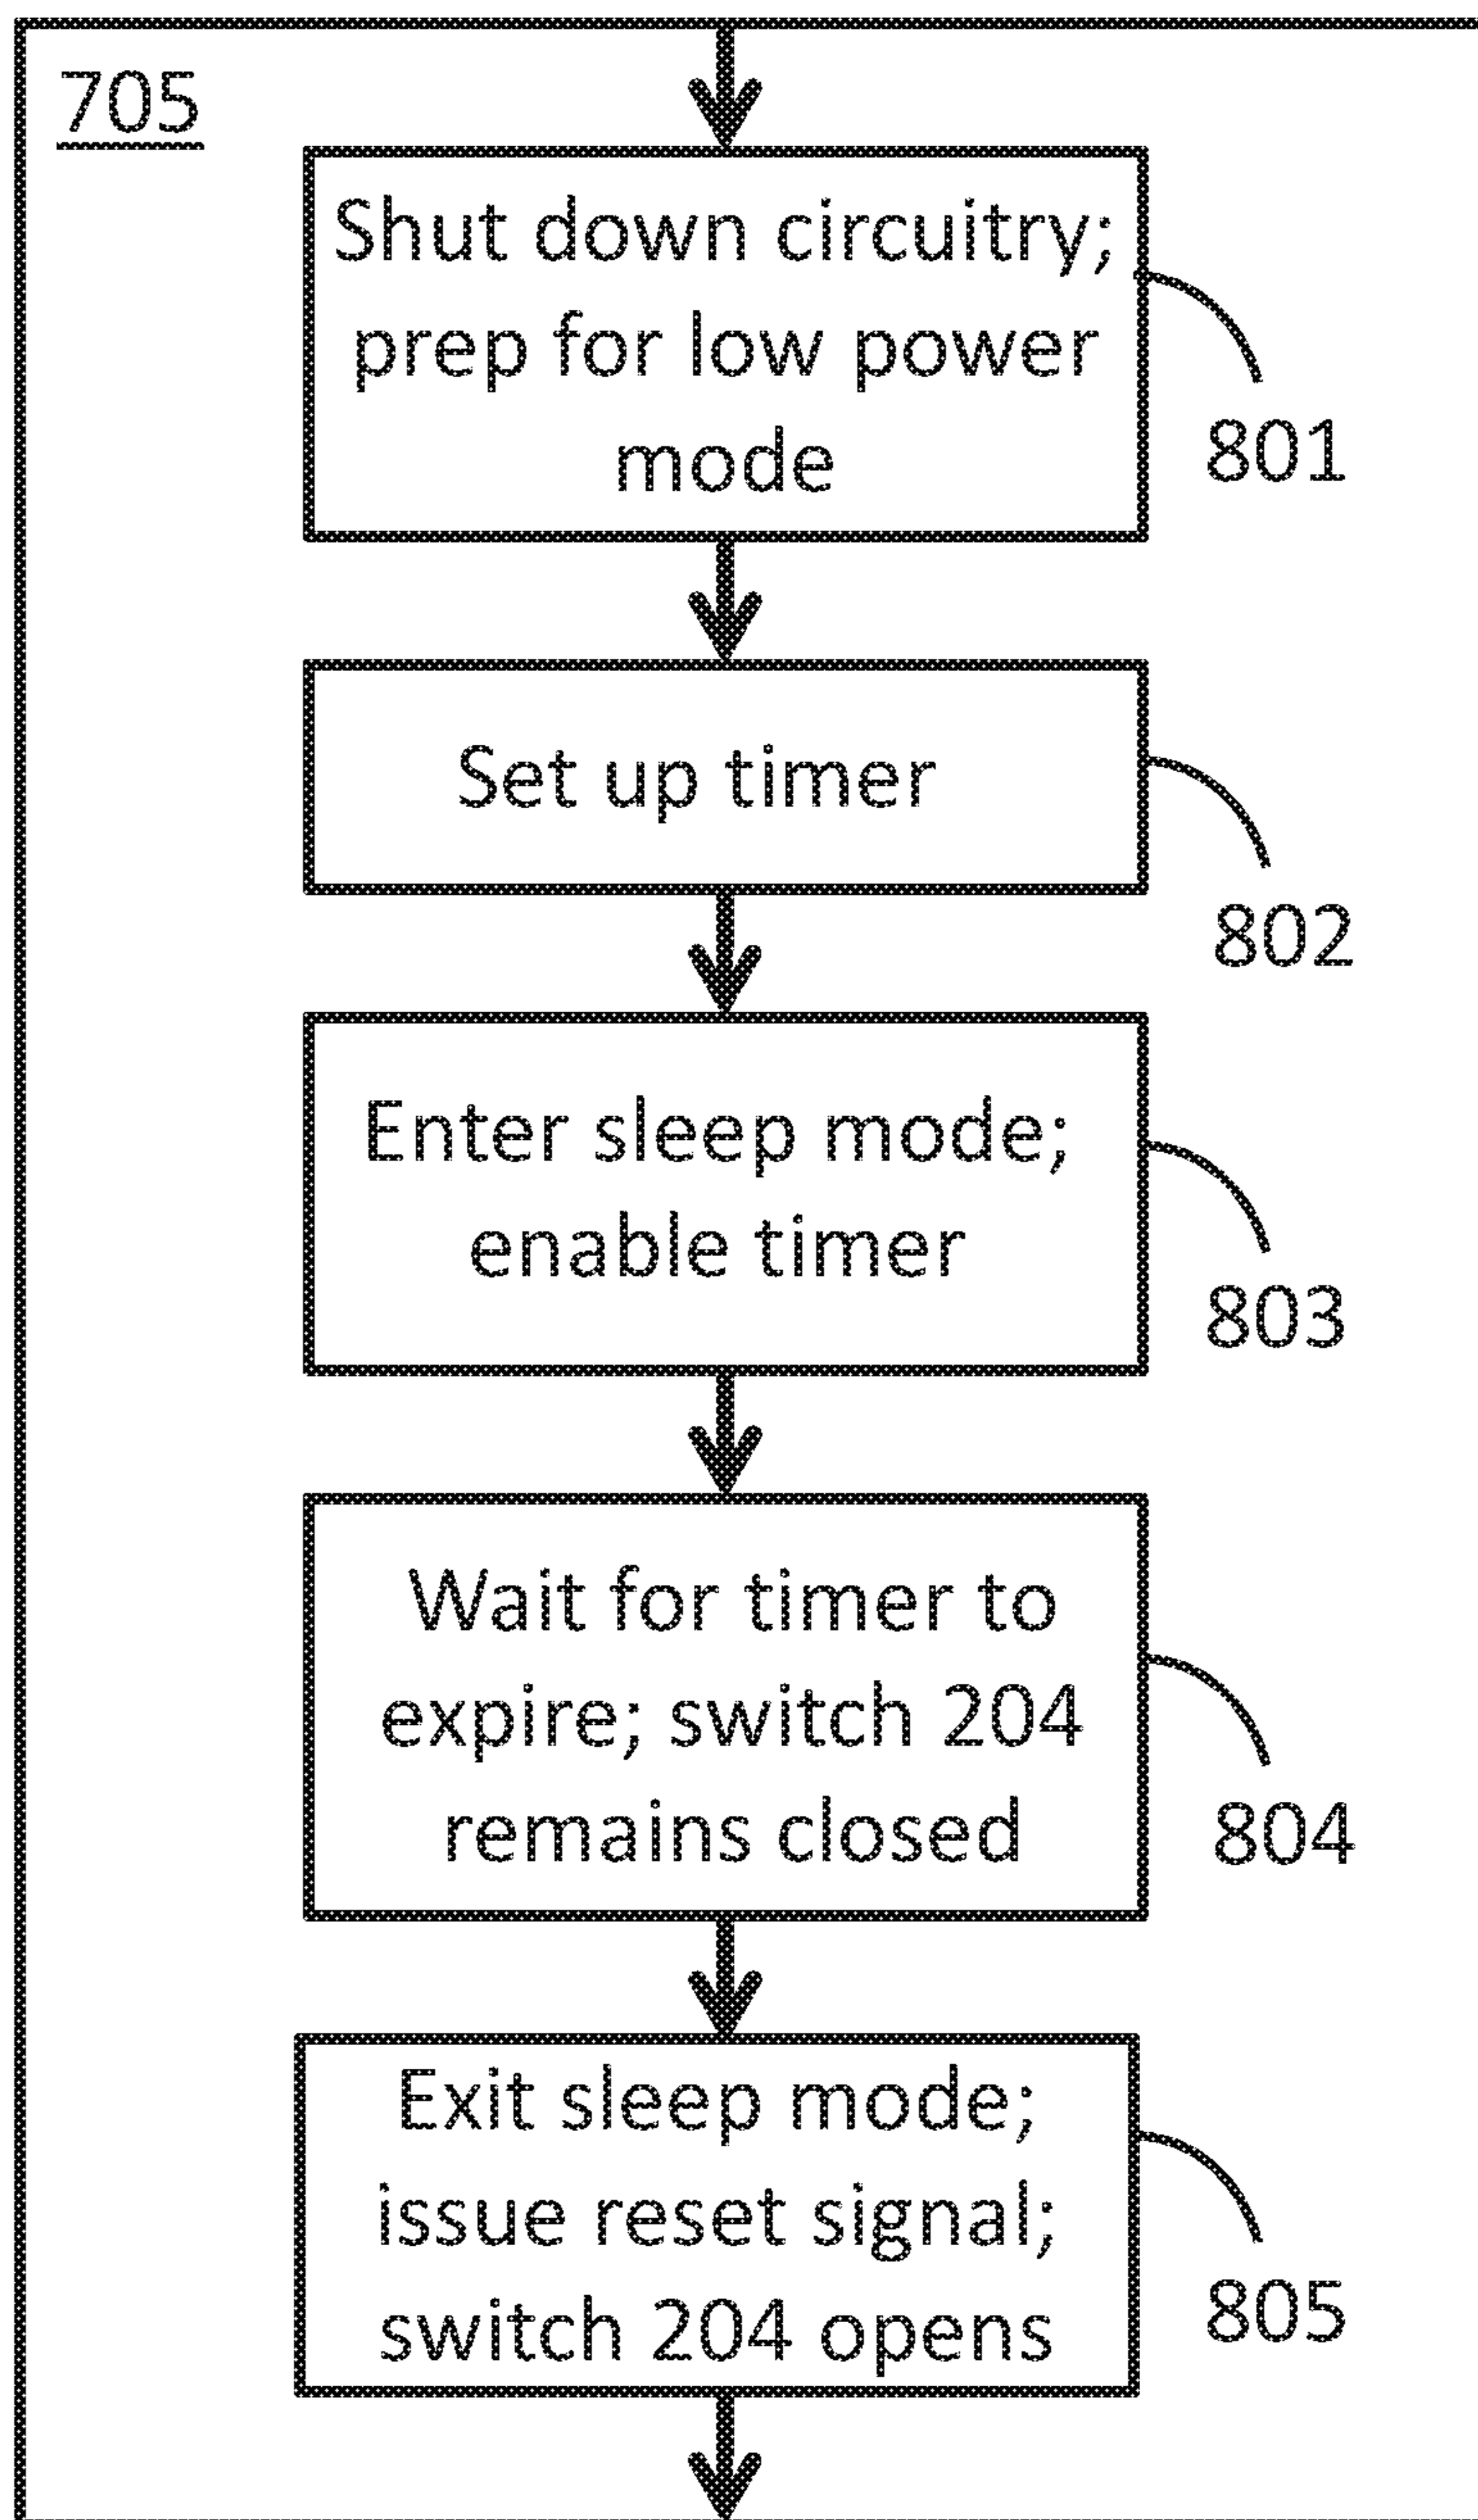 705
Shut down circuitry;
prep for low power
mode
801
Set up timer
802
Enter sleep mode;
enable timer
803
Wait for timer to
expire; switch 204
remains closed
804
Exit sleep mode;
issue reset signal;
switch 204 opens
805